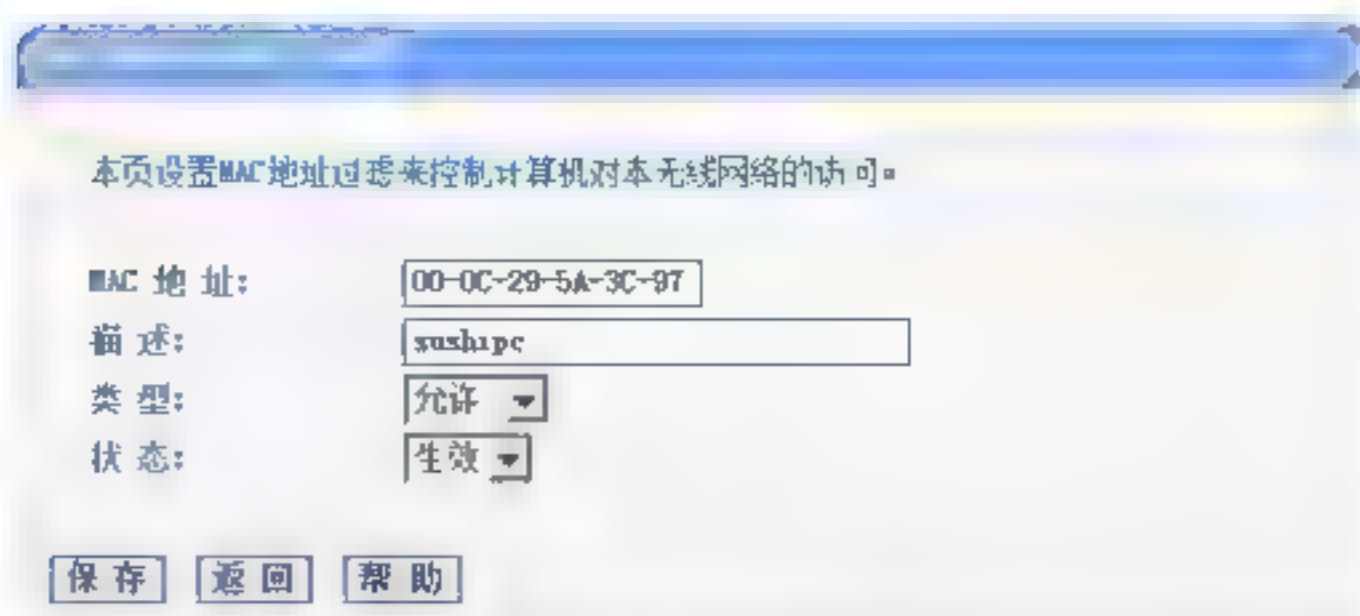 本页设置MAC地址过滤来控制计算机对本无线网络的访问。
MAC 地 址: 00-0C-29-5A-3C-97
描 述: sushipc
类 型: 允许
状 态: 生效
保 存 返 回 帮 助